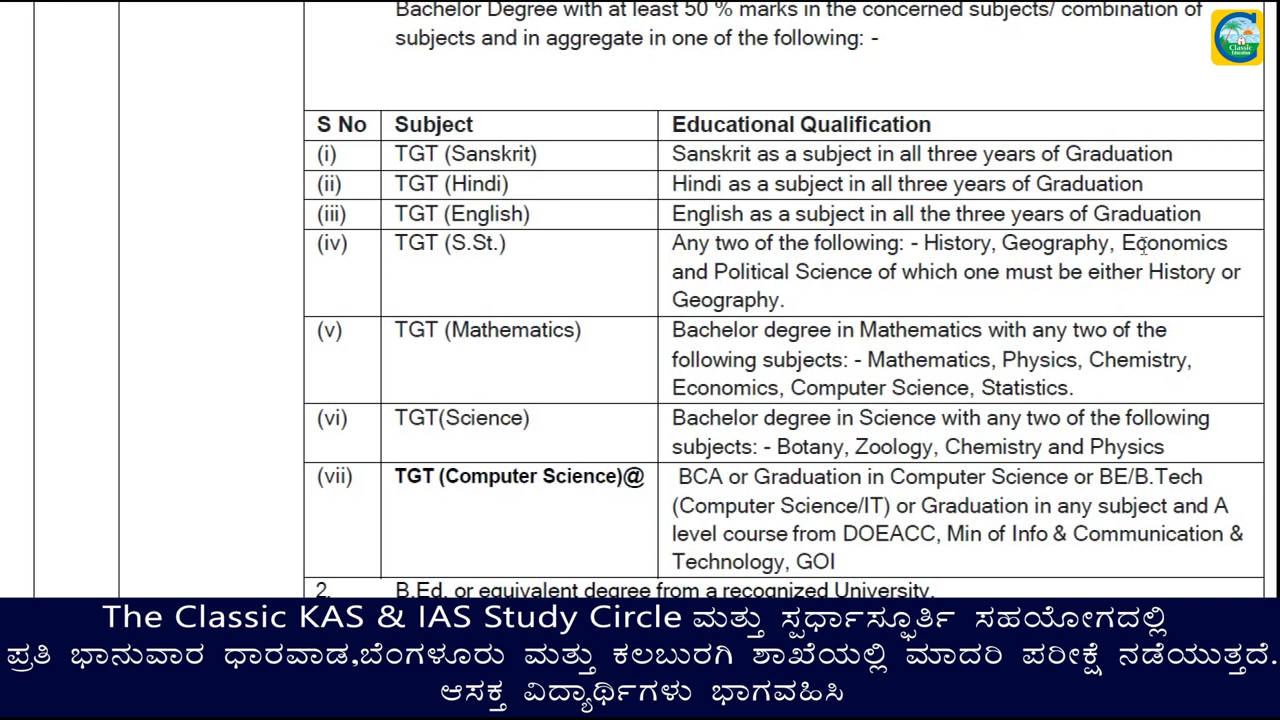 Bachelor Degree with at least 50 % marks in the concerned subjects/ combination of
subjects and in aggregate in one of the following: -
Classic
Education
S No Subject Educational Qualification
(i) TGT (Sanskrit) Sanskrit as a subject in all three years of Graduation
(ii) TGT (Hindi) Hindi as a subject in all three years of Graduation
(iii) TGT (English) English as a subject in all the three years of Graduation
(iv) TGT (S.St.) Any two of the following: - History, Geography, Economics
and Political Science of which one must be either History or
Geography.
(v) TGT (Mathematics) Bachelor degree in Mathematics with any two of the
following subjects: - Mathematics, Physics, Chemistry,
Economics, Computer Science, Statistics.
(vi) TGT(Science) Bachelor degree in Science with any two of the following
subjects: - Botany, Zoology, Chemistry and Physics
(vii) TGT (Computer Science)@ BCA or Graduation in Computer Science or BE/B.Tech
(Computer Science/IT) or Graduation in any subject and A
level course from DOEACC, Min of Info & Communication &
Technology, GOI
2. B.Ed. or equivalent degree from a recognized University.
The Classic KAS & IAS Study Circle ಮತ್ತು ಸ್ಪರ್ಧಾಸ್ಫೂರ್ತಿ ಸಹಯೋಗದಲ್ಲಿ
ಪ್ರತಿ ಭಾನುವಾರ ಧಾರವಾಡ,ಬೆಂಗಳೂರು ಮತ್ತು ಕಲಬುರಗಿ ಶಾಖೆಯಲ್ಲಿ ಮಾದರಿ ಪರೀಕ್ಷೆ ನಡೆಯುತ್ತದೆ.
ಆಸಕ್ತ ವಿದ್ಯಾರ್ಥಿಗಳು ಭಾಗವಹಿಸಿ